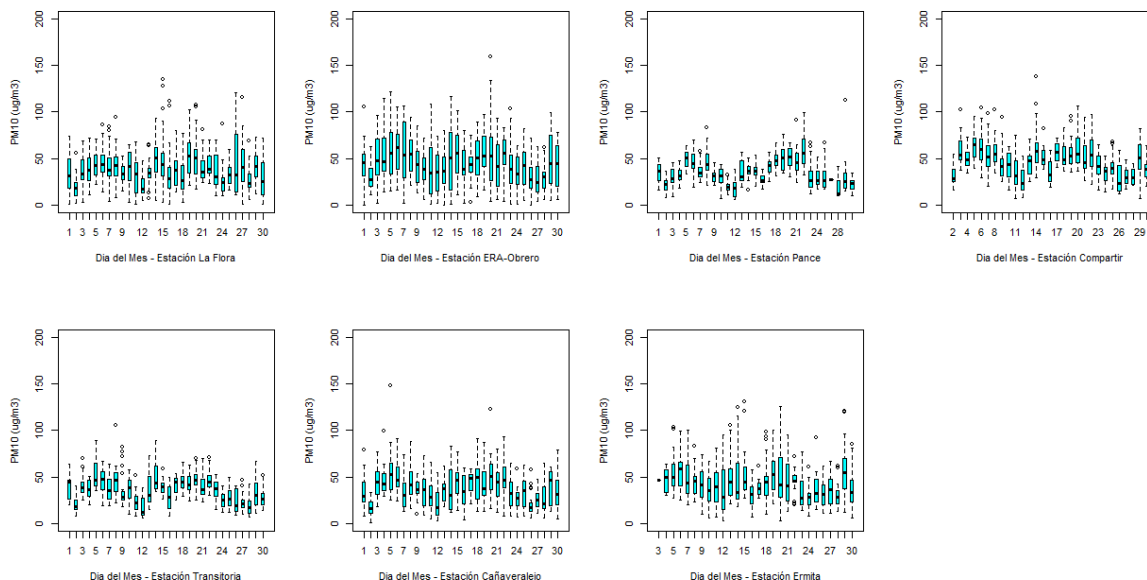 PM10 (ug/m3)
200
150
100
50
0
1 3 5 7 9 12 15 18 21 24 27 30
Dia del Mes - Estación La Flora
PM10 (ug/m3)
200
150
100
50
0
1 3 5 7 9 12 15 18 21 24 27 30
Dia del Mes - Estación ERA-Obrero
PM10 (ug/m3)
200
150
100
50
0
1 3 5 7 9 12 16 20 24 28
Dia del Mes - Estación Pance
PM10 (ug/m3)
200
150
100
50
0
2 4 6 8 11 14 17 20 23 26 29
Dia del Mes - Estación Compartir
PM10 (ug/m3)
200
150
100
50
0
1 3 5 7 9 12 15 18 21 24 27 30
Dia del Mes - Estación Transitoria
PM10 (ug/m3)
200
150
100
50
0
1 3 5 7 9 12 15 18 21 24 27 30
Dia del Mes - Estación Cañaveralejo
PM10 (ug/m3)
200
150
100
50
0
3 5 7 9 12 15 18 21 24 27 30
Dia del Mes - Estación Ermita